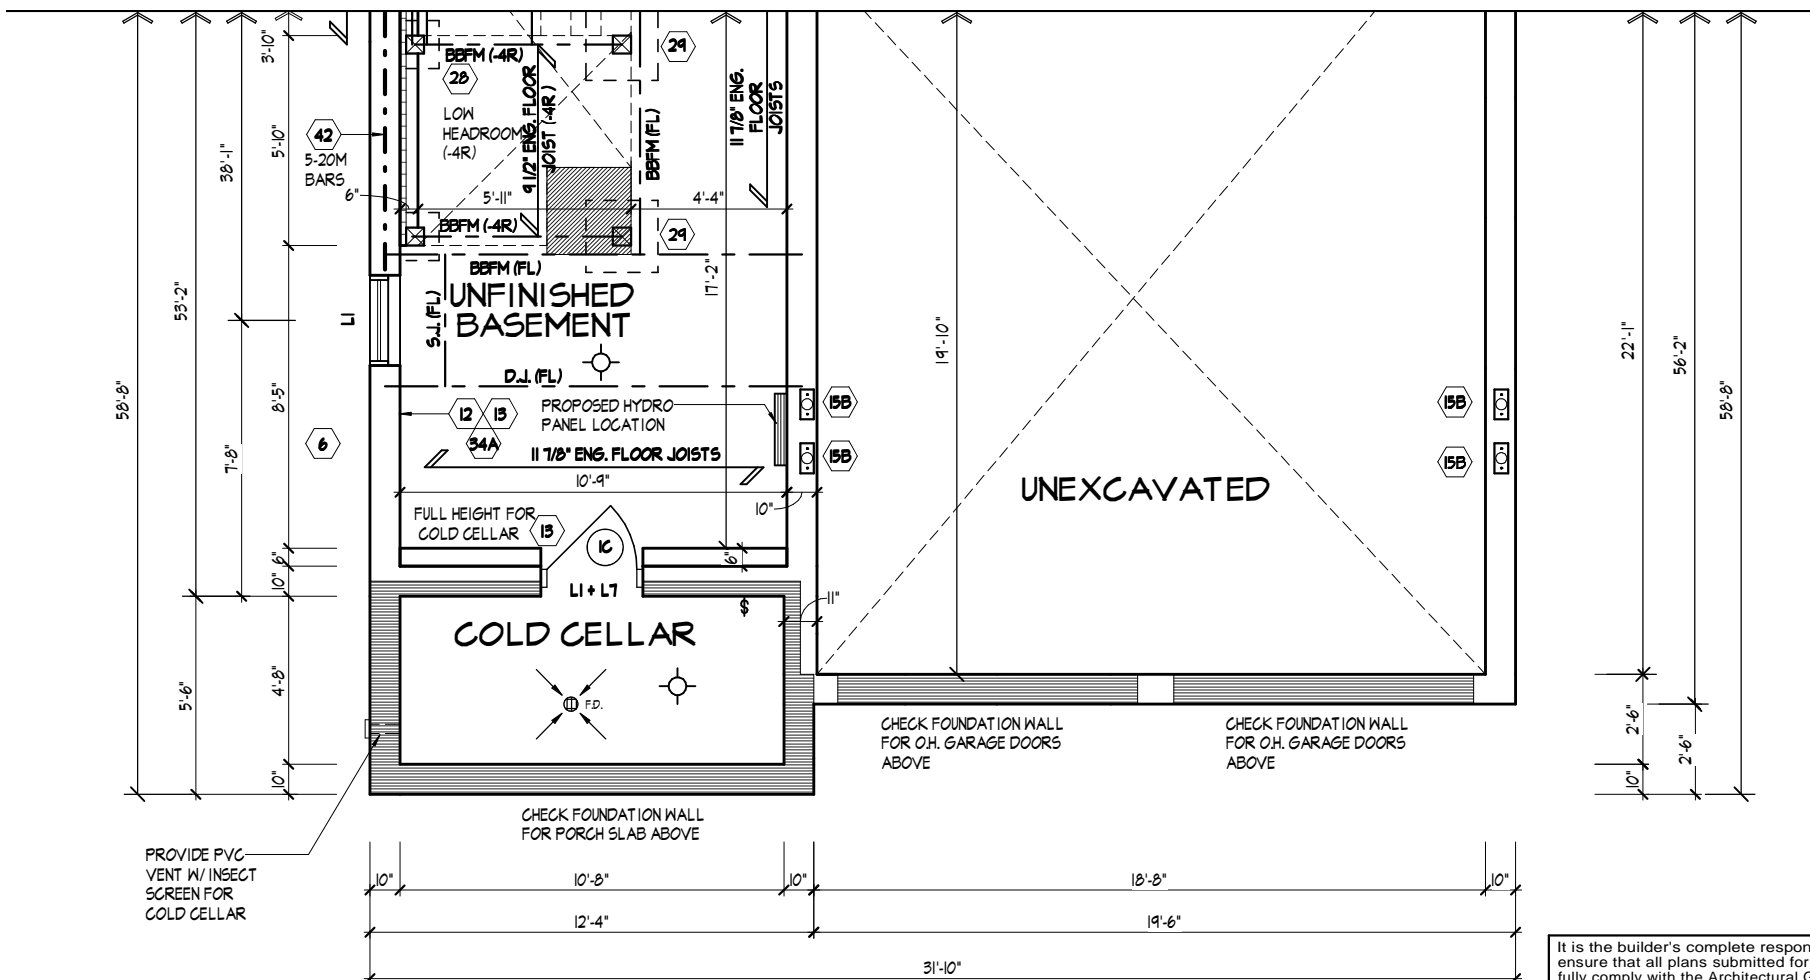 3'-10"
BBFM (-4R)
28
29
11 7/8" ENG.
FLOOR
JOISTS
LOW
HEADROOM
(-4R)
9 1/2" ENG. FLOOR
JOIST (-4R)
BBFM (FL)
42
5-20M
BARS
5'-10"
38'-1"
6"
5'-11"
4'-4"
BBFM (-4R)
29
BBFM (FL)
17'-2"
53'-2"
L1
S.J. (FL)
UNFINISHED
BASEMENT
19'-10"
22'-1"
56'-2"
58'-8"
58'-8"
8'-5"
D.J. (FL)
12
13
34A
PROPOSED HYDRO
PANEL LOCATION
15B
15B
15B
15B
6
7'-8"
11 7/8" ENG. FLOOR JOISTS
10'-9"
10"
UNEXCAVATED
FULL HEIGHT FOR
COLD CELLAR
13
1C
6"
6"
10"
L1 + L7
$
11"
COLD CELLAR
F.D.
5'-6"
4'-8"
10"
CHECK FOUNDATION WALL
FOR O.H. GARAGE DOORS
ABOVE
CHECK FOUNDATION WALL
FOR O.H. GARAGE DOORS
ABOVE
2'-6"
2'-6"
10"
CHECK FOUNDATION WALL
FOR PORCH SLAB ABOVE
PROVIDE PVC
VENT W/ INSECT
SCREEN FOR
COLD CELLAR
10"
10'-8"
10"
18'-8"
10"
12'-4"
19'-6"
31'-10"
It is the builder's complete respon
ensure that all plans submitted for
fully comply with the Architectural G